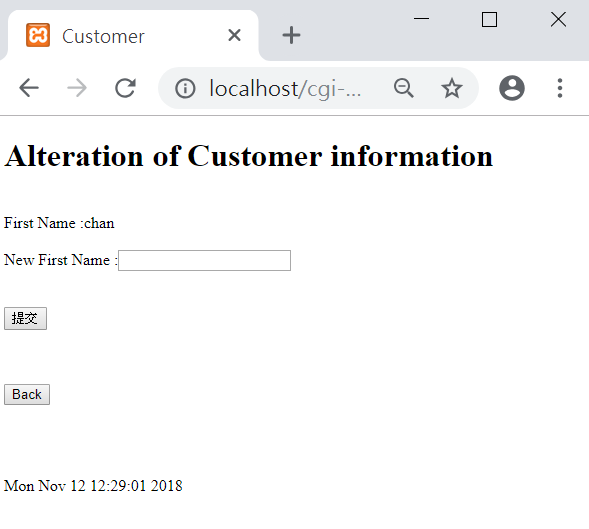 Customer
localhost/cgi-...
Alteration of Customer information
First Name :chan
New First Name :
提交
Back
Mon Nov 12 12:29:01 2018